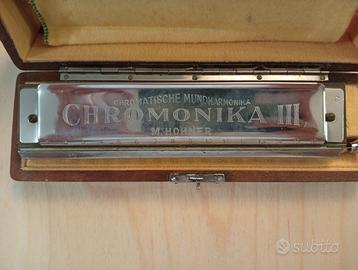 CHROMATISCHE MUNDHARMONIKA
CHROMONIKA III,
M. HOHNER
subito